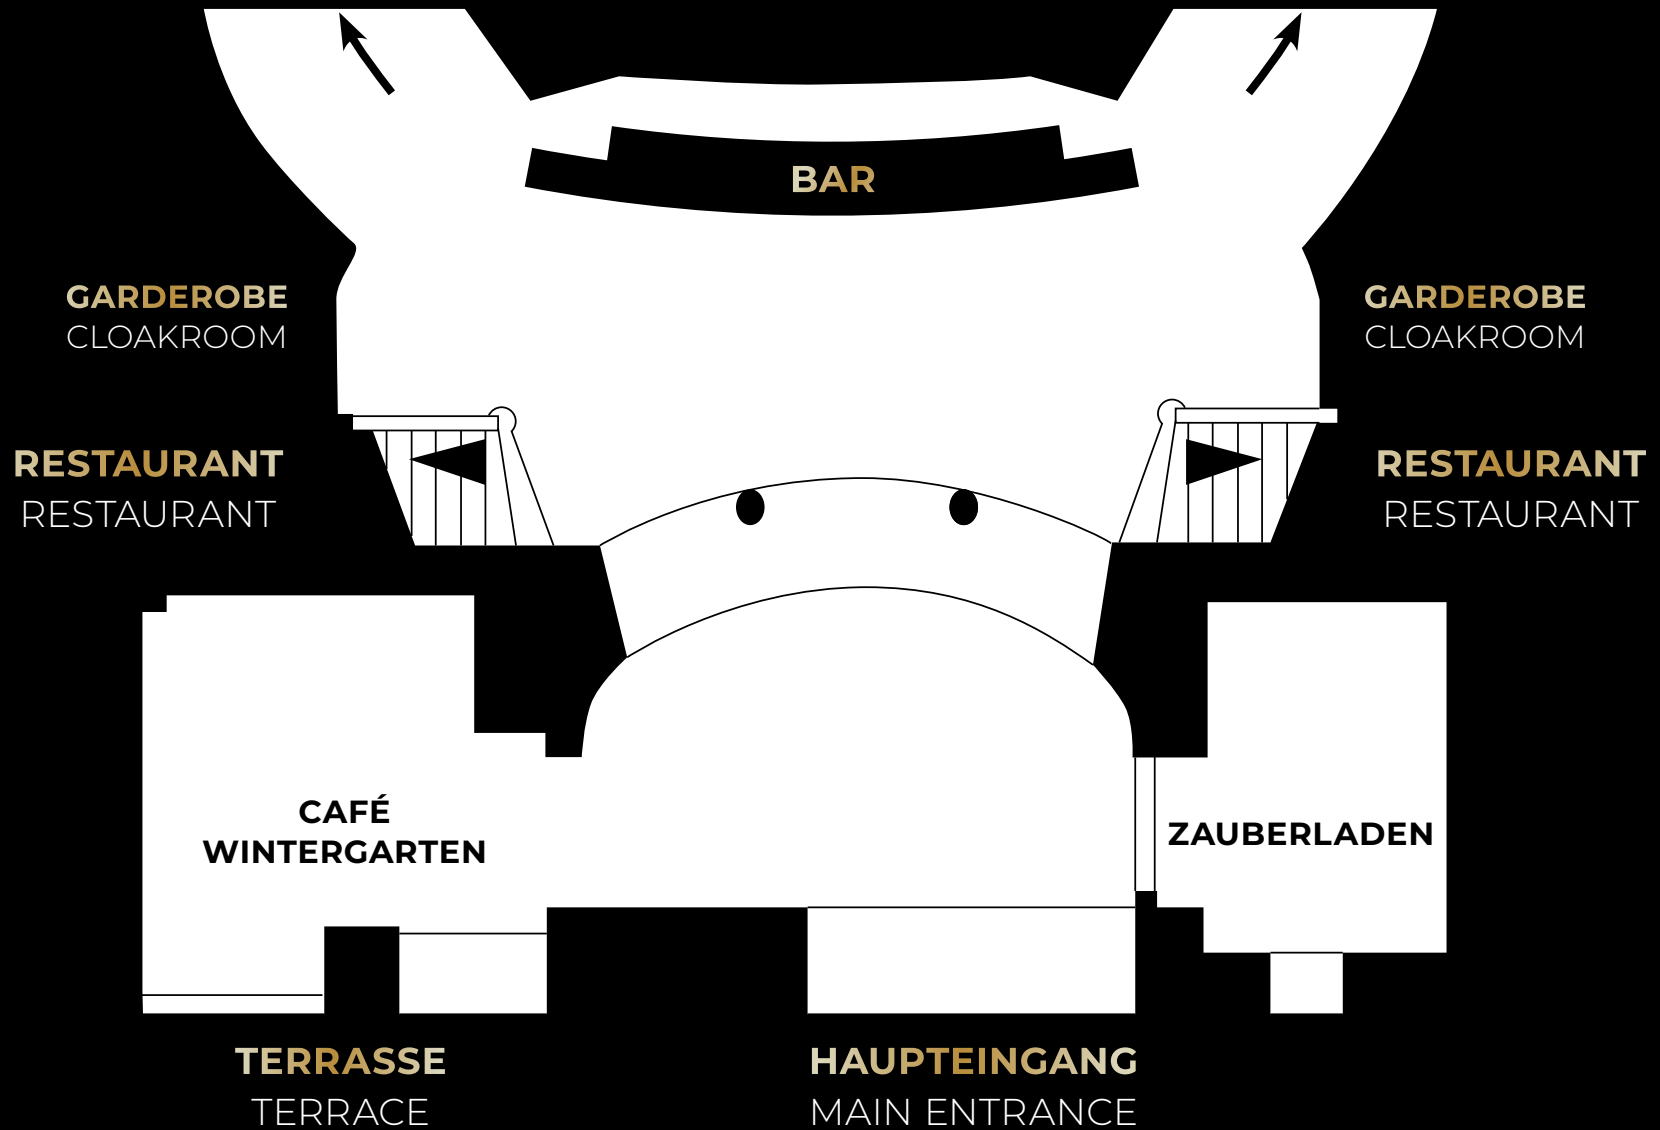 BAR
GARDEROBE
CLOAKROOM
GARDEROBE
CLOAKROOM
RESTAURANT
RESTAURANT
RESTAURANT
RESTAURANT
CAFÉ
WINTERGARTEN
ZAUBERLADEN
TERRASSE
TERRACE
HAUPTEINGANG
MAIN ENTRANCE